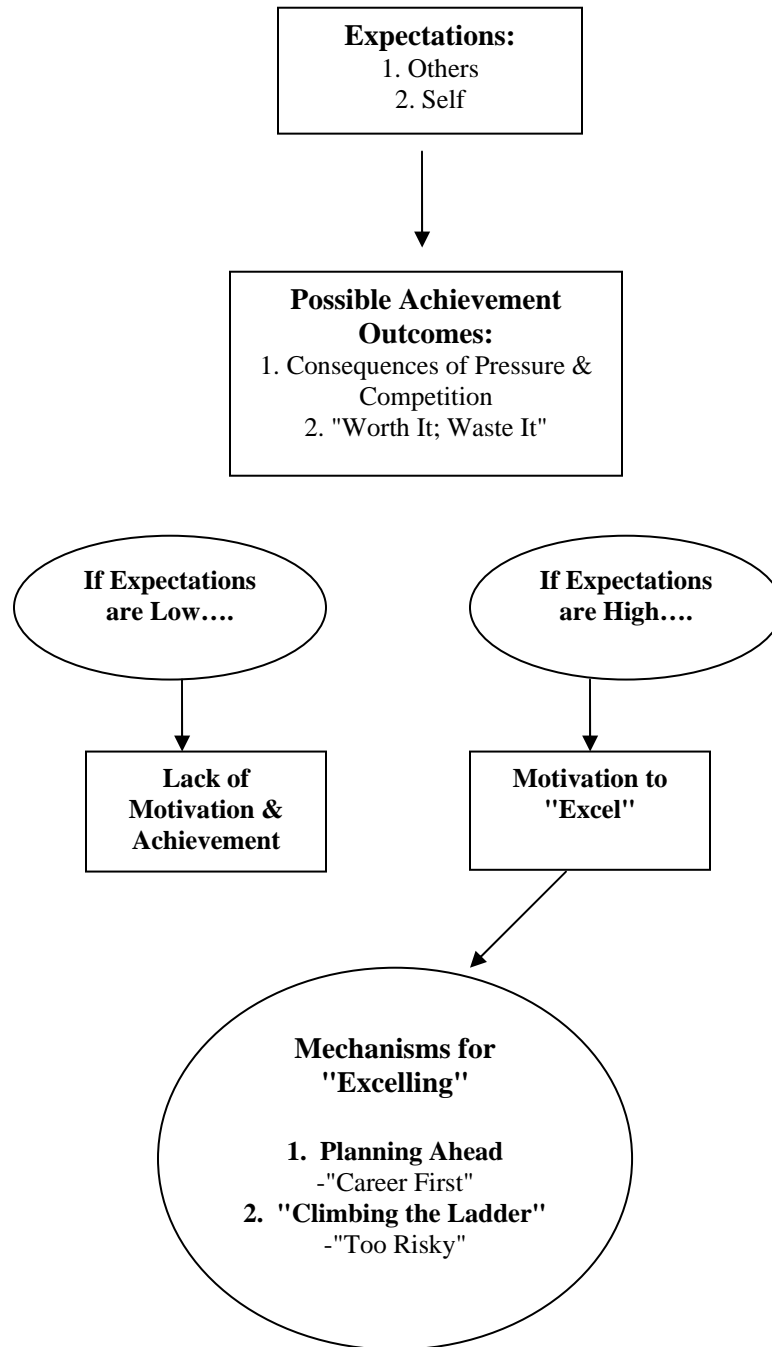 Expectations:
1. Others
2. Self
Possible Achievement
Outcomes:
1. Consequences of Pressure &
Competition
2. "Worth It; Waste It"
If Expectations
are Low….
If Expectations
are High….
Lack of
Motivation &
Achievement
Motivation to
"Excel"
Mechanisms for
"Excelling"
1. Planning Ahead
-"Career First"
2. "Climbing the Ladder"
-"Too Risky"